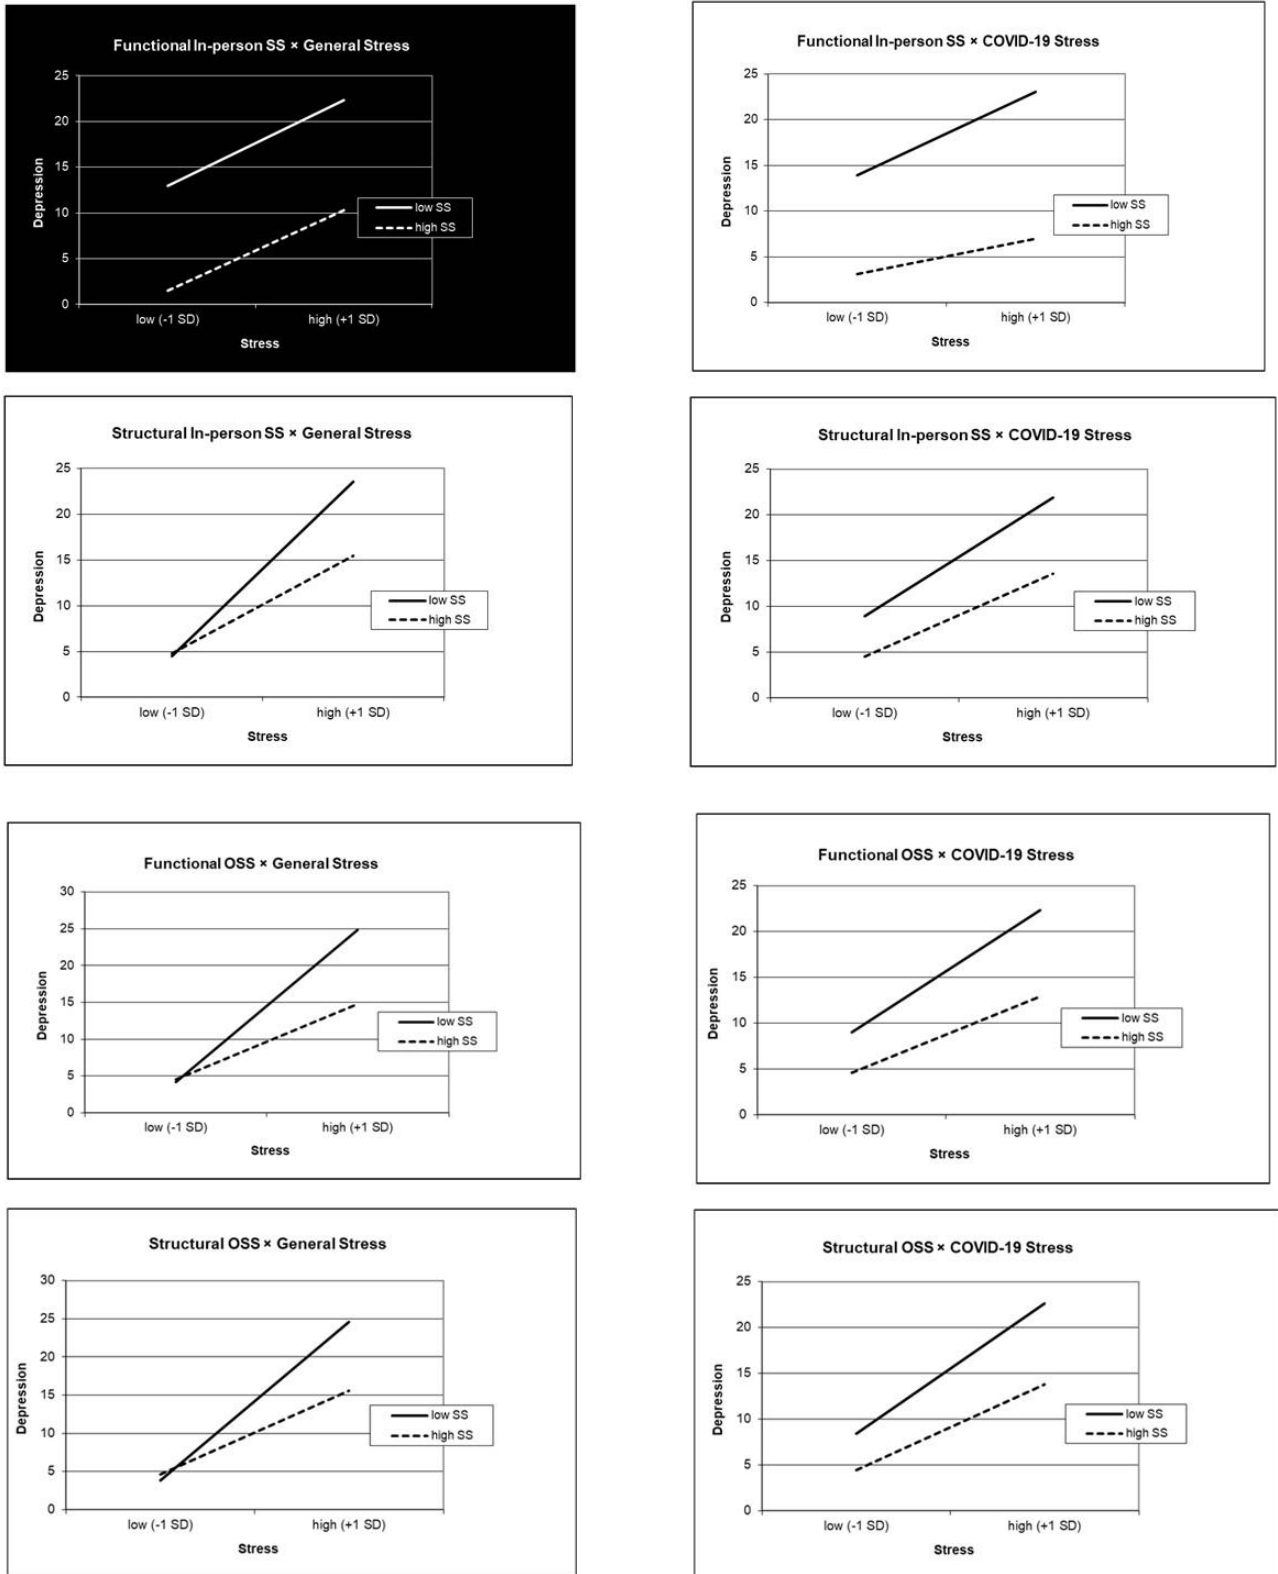 Functional In-person SS × General Stress
25
20
15
10
5
0
Depression
low SS
high SS
low (-1 SD)
high (+1 SD)
Stress
Functional In-person SS × COVID-19 Stress
25
20
15
10
5
0
Depression
low SS
high SS
low (-1 SD)
high (+1 SD)
Stress
Structural In-person SS × General Stress
25
20
15
10
5
0
Depression
low SS
high SS
low (-1 SD)
high (+1 SD)
Stress
Structural In-person SS × COVID-19 Stress
25
20
15
10
5
0
Depression
low SS
high SS
low (-1 SD)
high (+1 SD)
Stress
Functional OSS × General Stress
30
25
20
15
10
5
0
Depression
low SS
high SS
low (-1 SD)
high (+1 SD)
Stress
Functional OSS × COVID-19 Stress
25
20
15
10
5
0
Depression
low SS
high SS
low (-1 SD)
high (+1 SD)
Stress
Structural OSS × General Stress
30
25
20
15
10
5
0
Depression
low SS
high SS
low (-1 SD)
high (+1 SD)
Stress
Structural OSS × COVID-19 Stress
25
20
15
10
5
0
Depression
low SS
high SS
low (-1 SD)
high (+1 SD)
Stress